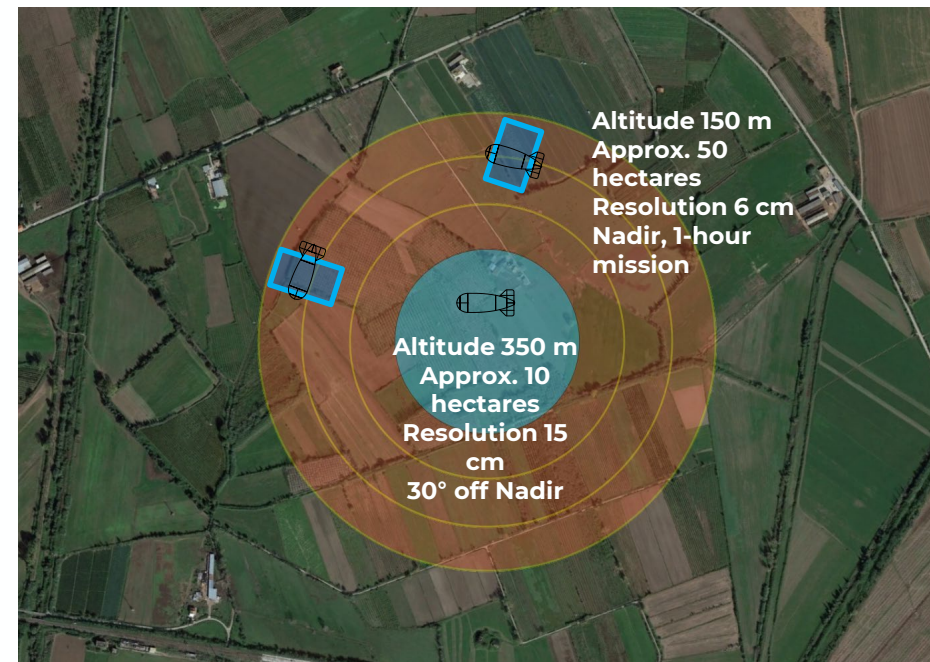 Altitude 150 m
Approx. 50
hectares
Resolution 6 cm
Nadir, 1-hour
mission
Altitude 350 m
Approx. 10
hectares
Resolution 15
cm
30° off Nadir